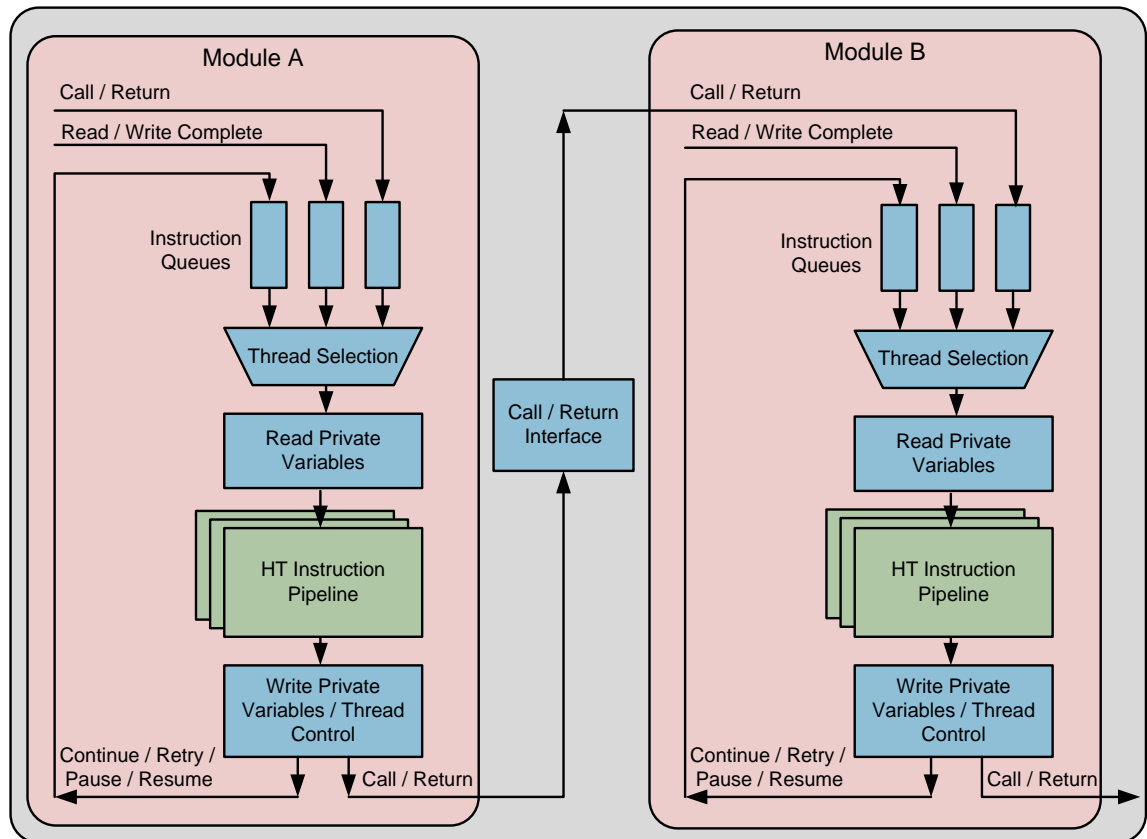 Module A
Call / Return
Read / Write Complete
Instruction
Queues
Thread Selection
Read Private
Variables
HT Instruction
Pipeline
Write Private
Variables / Thread
Control
Continue / Retry /
Pause / Resume
Call / Return
Call / Return
Interface
Module B
Call / Return
Read / Write Complete
Instruction
Queues
Thread Selection
Read Private
Variables
HT Instruction
Pipeline
Write Private
Variables / Thread
Control
Continue / Retry /
Pause / Resume
Call / Return